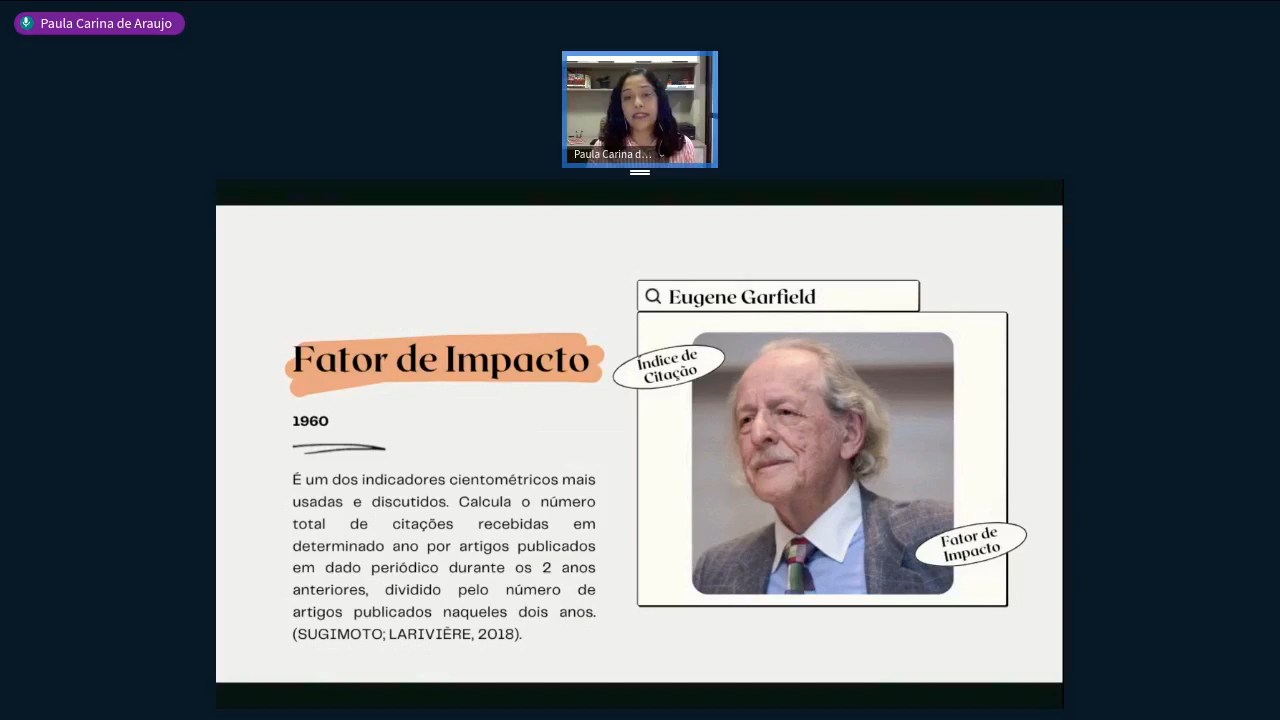 Paula Carina de Araujo
Paula Carina d...
Eugene Garfield
Índice de
Citação
Fator de Impacto
1960
É um dos indicadores cientométricos mais
usadas e discutidos. Calcula o número
total de citações recebidas em
determinado ano por artigos publicados
em dado periódico durante os 2 anos
anteriores, dividido pelo número de
artigos publicados naqueles dois anos.
(SUGIMOTO; LARIVIÈRE, 2018).
Fator de
Impacto